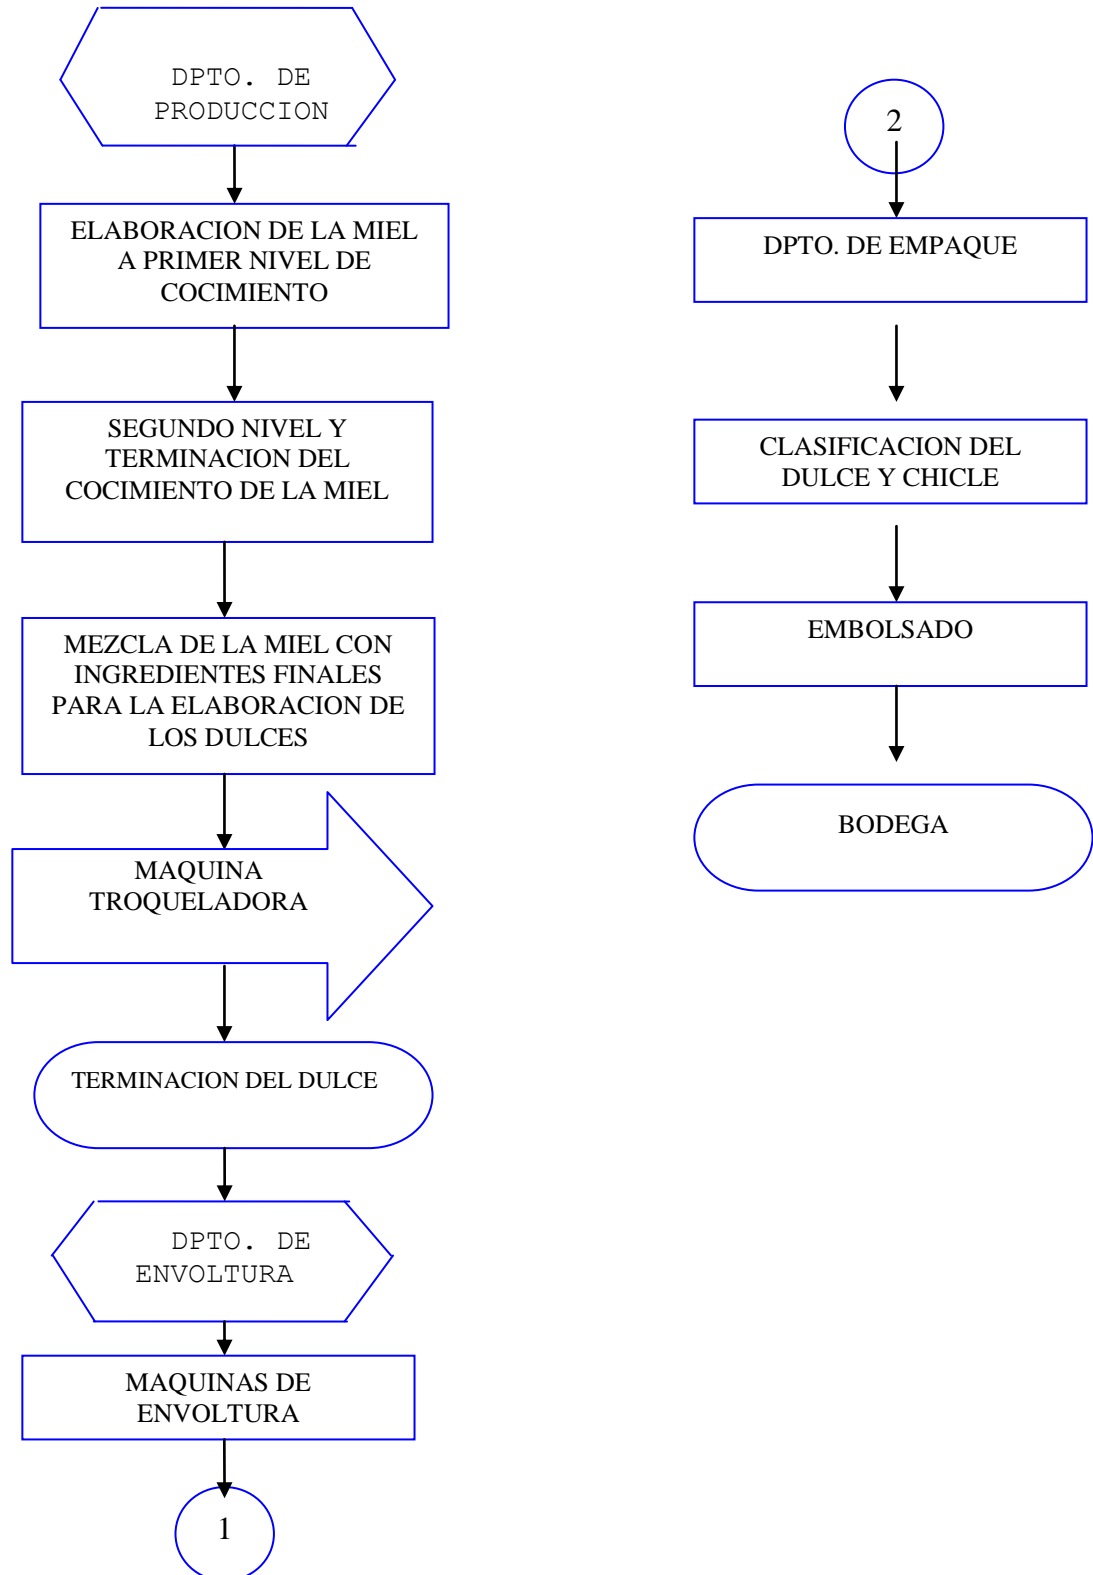 DPTO. DE
PRODUCCION
ELABORACION DE LA MIEL
A PRIMER NIVEL DE
COCIMIENTO
SEGUNDO NIVEL Y
TERMINACION DEL
COCIMIENTO DE LA MIEL
MEZCLA DE LA MIEL CON
INGREDIENTES FINALES
PARA LA ELABORACION DE
LOS DULCES
MAQUINA
TROQUELADORA
TERMINACION DEL DULCE
DPTO. DE
ENVOLTURA
MAQUINAS DE
ENVOLTURA
1
2
DPTO. DE EMPAQUE
CLASIFICACION DEL
DULCE Y CHICLE
EMBOLSADO
BODEGA